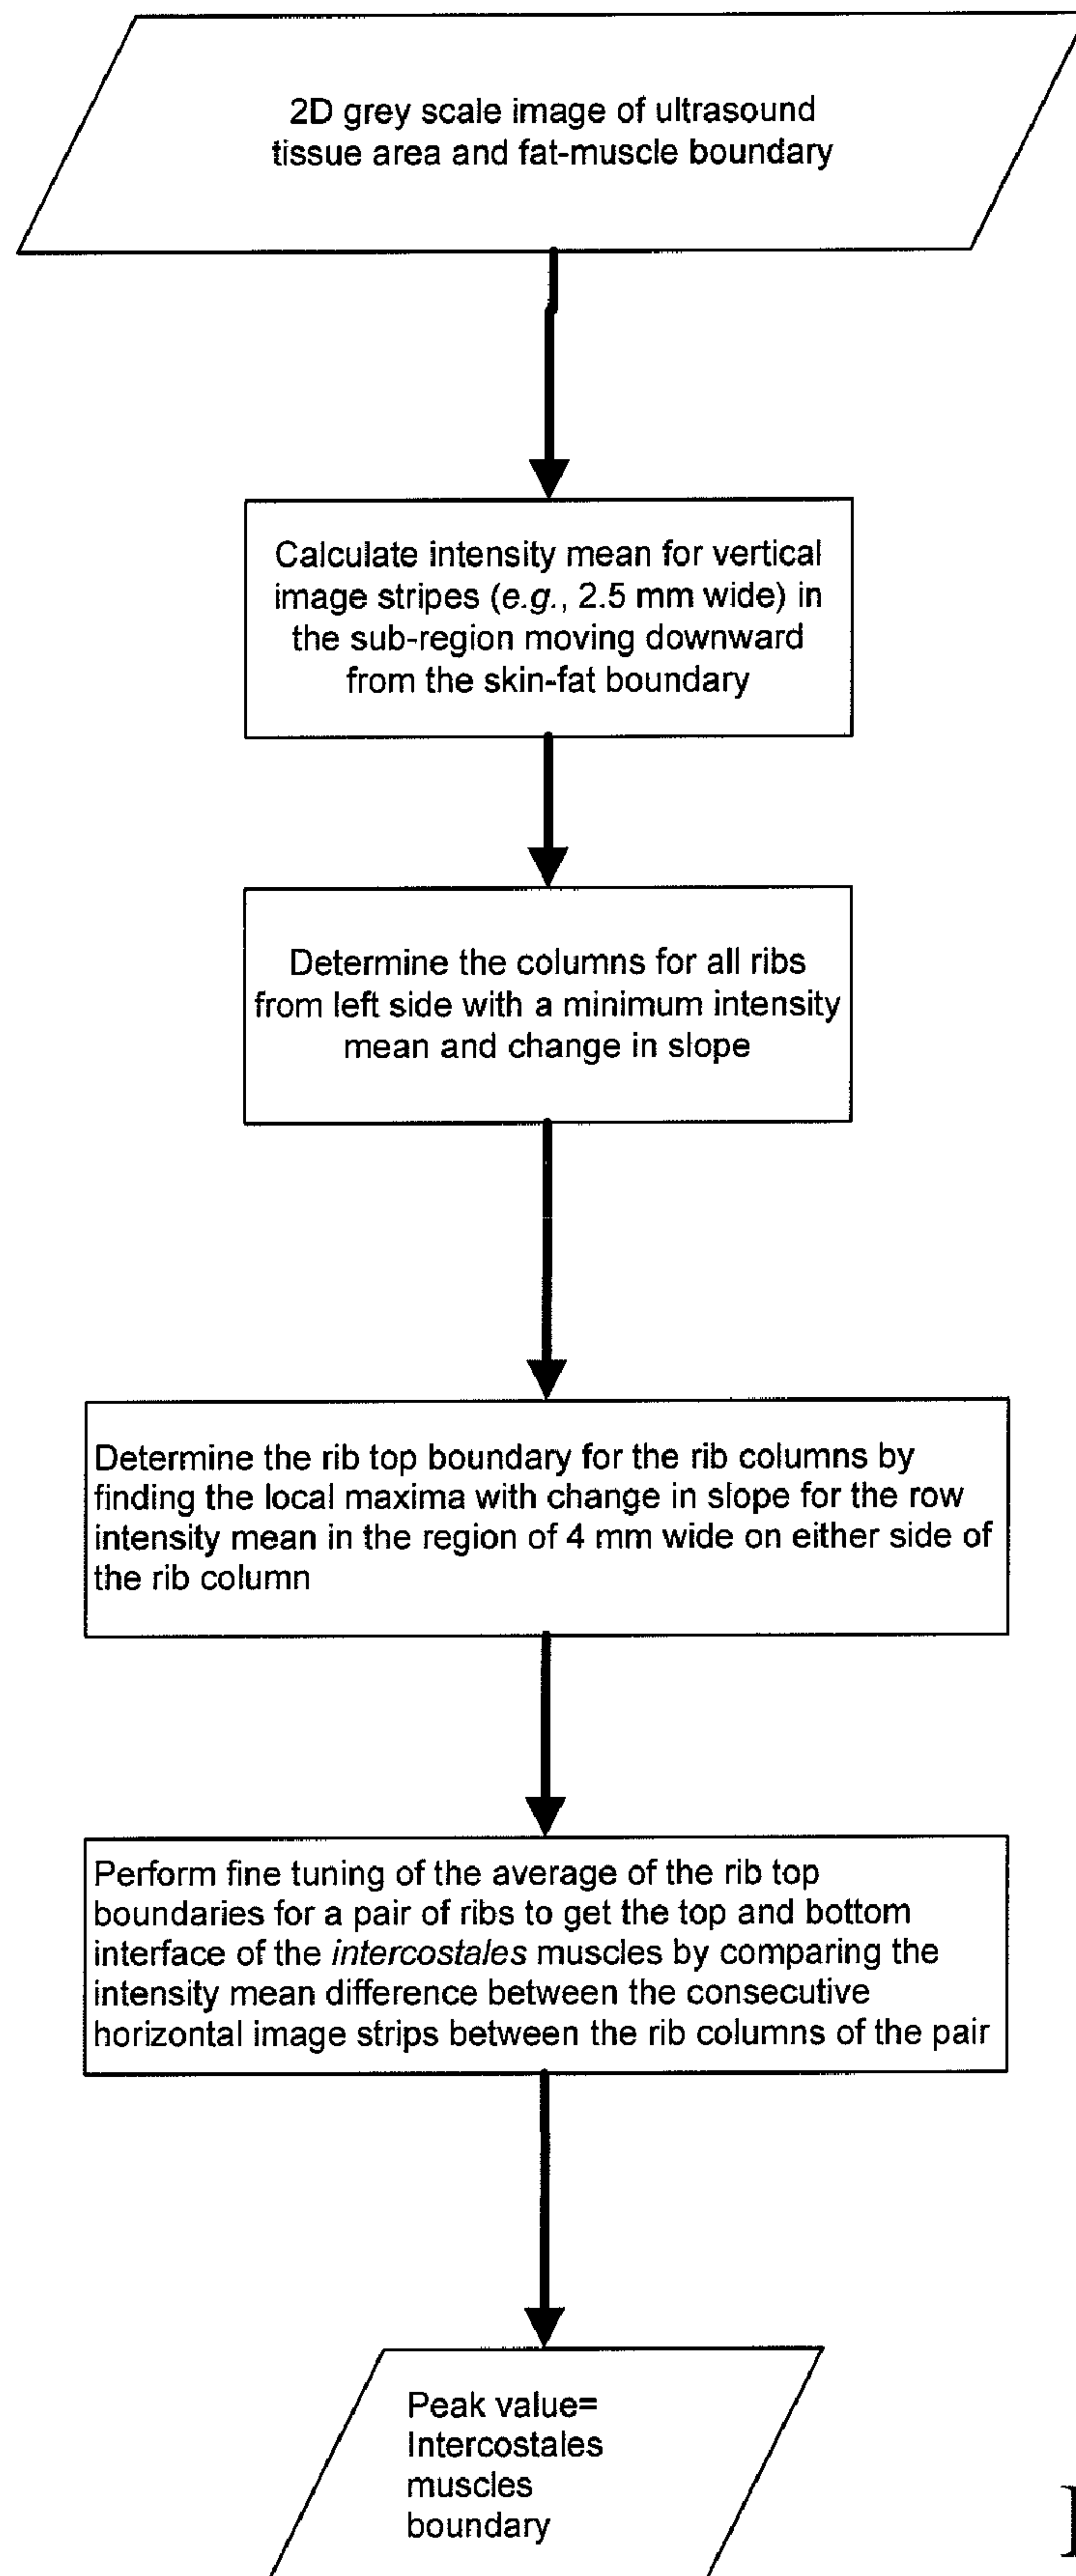 2D grey scale image of ultrasound
tissue area and fat-muscle boundary
Calculate intensity mean for vertical
image stripes (e.g., 2.5 mm wide) in
the sub-region moving downward
from the skin-fat boundary
Determine the columns for all ribs
from left side with a minimum intensity
mean and change in slope
Determine the rib top boundary for the rib columns by
finding the local maxima with change in slope for the row
intensity mean in the region of 4 mm wide on either side of
the rib column
Perform fine tuning of the average of the rib top
boundaries for a pair of ribs to get the top and bottom
interface of the intercostales muscles by comparing the
intensity mean difference between the consecutive
horizontal image strips between the rib columns of the pair
Peak value=
Intercostales
muscles
boundary